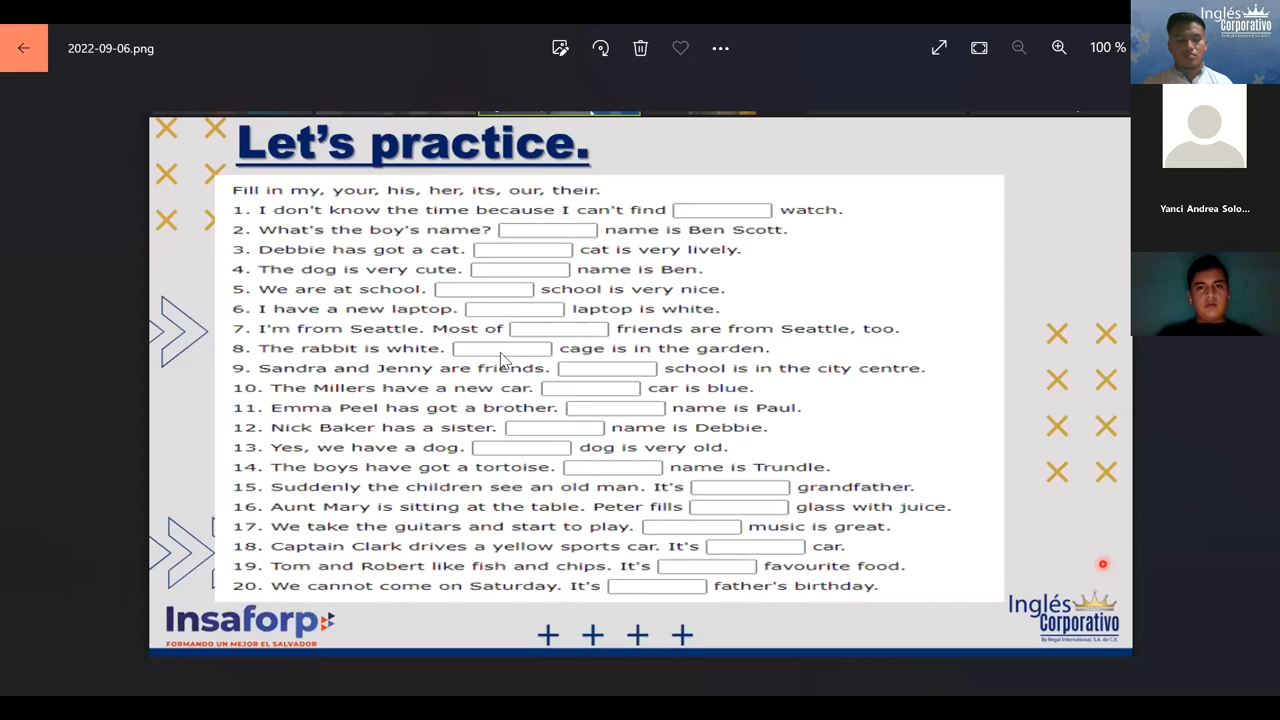 2022-09-06.png
100 %
Inglés
Corporativo
By Regal International, S.A. de C.V.
Yanci Andrea Solo...
Let's practice.
Fill in my, your, his, her, its, our, their.
1. I don't know the time because I can't find watch.
2. What's the boy's name? name is Ben Scott.
3. Debbie has got a cat. cat is very lively.
4. The dog is very cute. name is Ben.
5. We are at school. school is very nice.
6. I have a new laptop. laptop is white.
7. I'm from Seattle. Most of friends are from Seattle, too.
8. The rabbit is white. cage is in the garden.
9. Sandra and Jenny are friends. school is in the city centre.
10. The Millers have a new car. car is blue.
11. Emma Peel has got a brother. name is Paul.
12. Nick Baker has a sister. name is Debbie.
13. Yes, we have a dog. dog is very old.
14. The boys have got a tortoise. name is Trundle.
15. Suddenly the children see an old man. It's grandfather.
16. Aunt Mary is sitting at the table. Peter fills glass with juice.
17. We take the guitars and start to play. music is great.
18. Captain Clark drives a yellow sports car. It's car.
19. Tom and Robert like fish and chips. It's favourite food.
20. We cannot come on Saturday. It's father's birthday.
Insaforp
FORMANDO UN MEJOR EL SALVADOR
Inglés
Corporativo
By Regal International, S.A. de C.V.